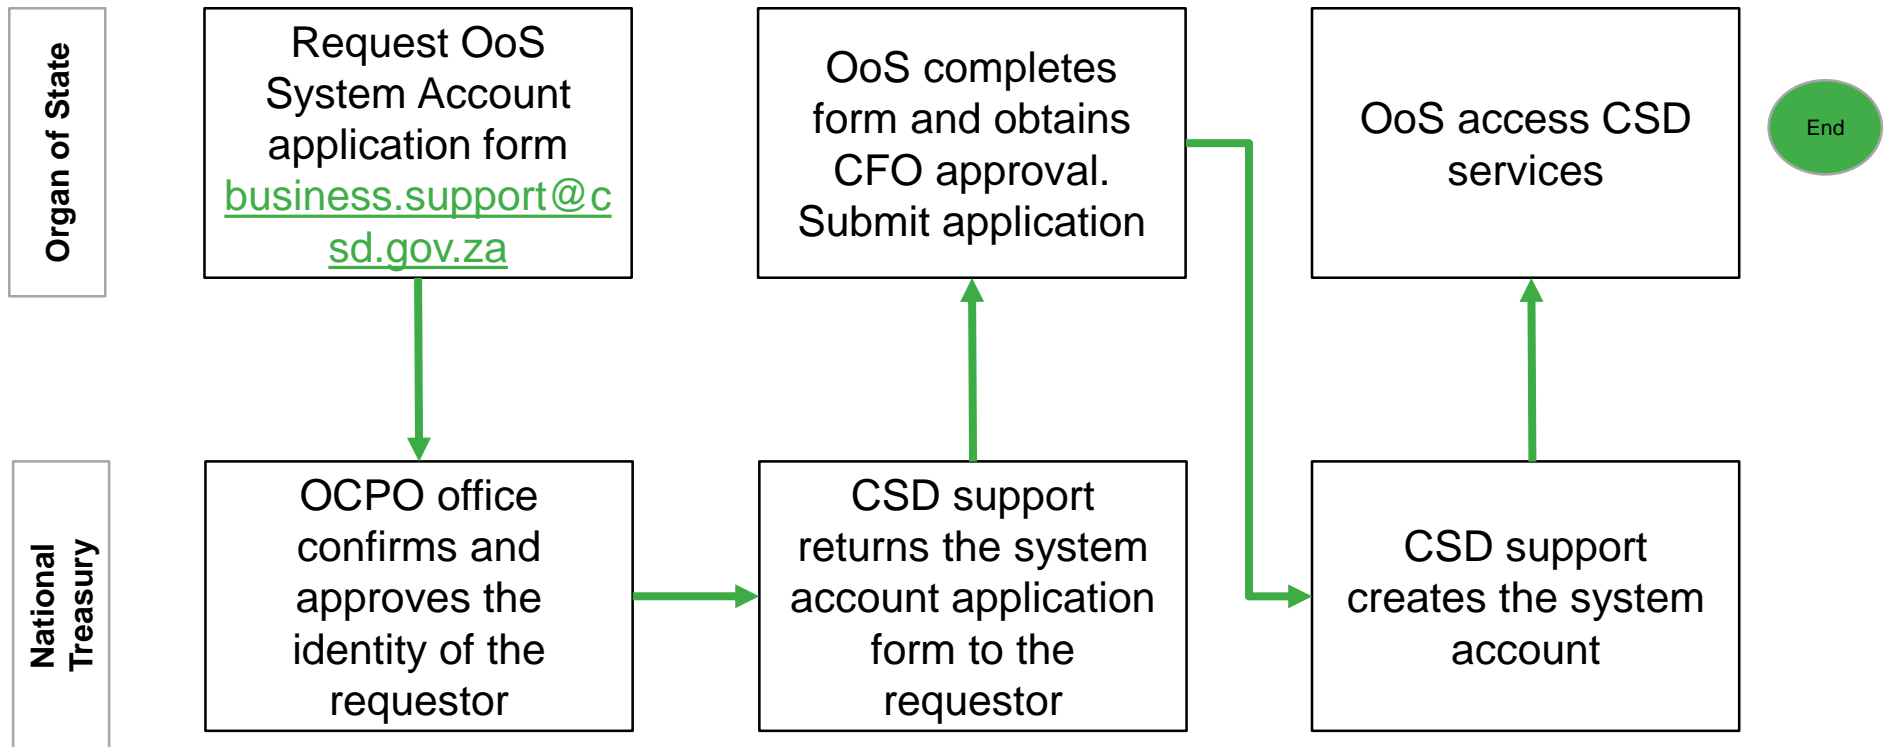 Organ of State
Request OoS
System Account
application form
business.support@c
sd.gov.za
OoS completes
form and obtains
CFO approval.
Submit application
OoS access CSD
services
End
National
Treasury
OCPO office
confirms and
approves the
identity of the
requestor
CSD support
returns the system
account application
form to the
requestor
CSD support
creates the system
account